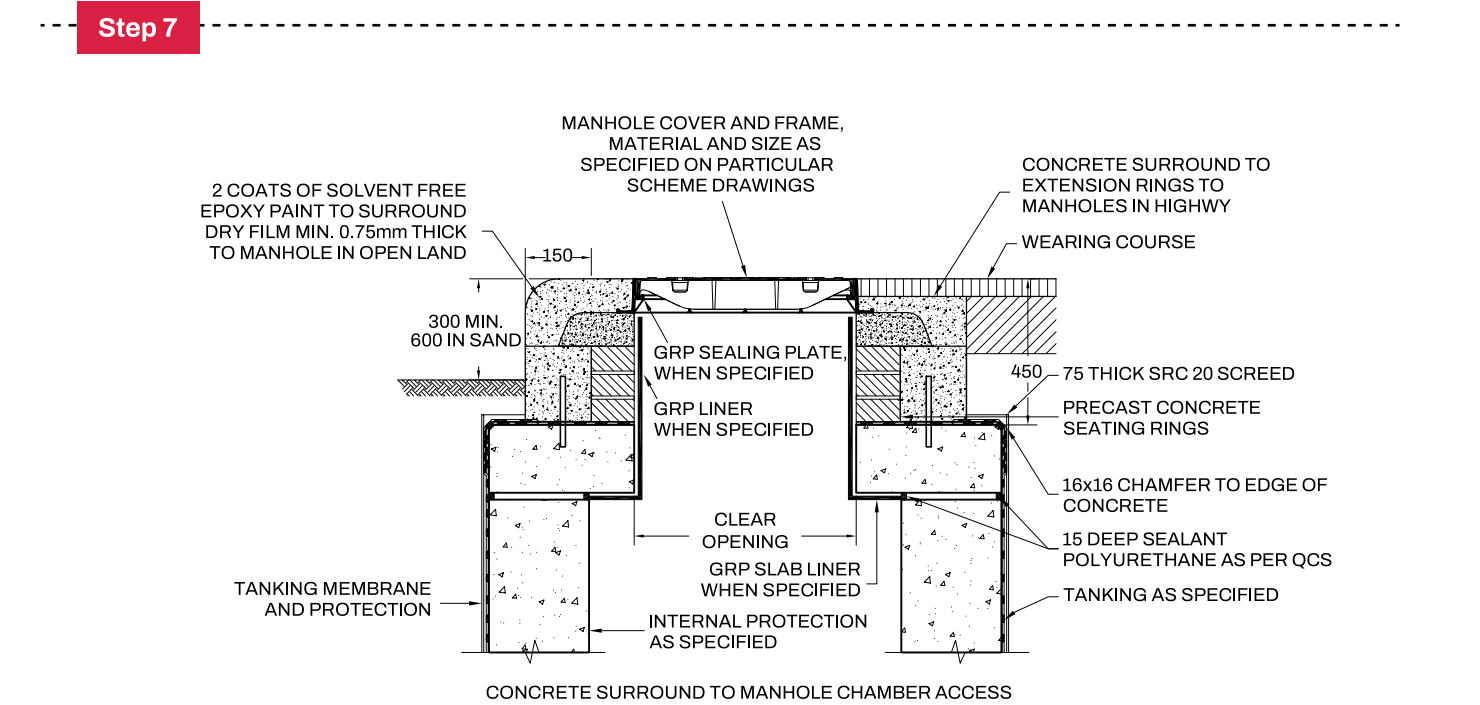 Step 7
MANHOLE COVER AND FRAME,
MATERIAL AND SIZE AS
SPECIFIED ON PARTICULAR
SCHEME DRAWINGS
2 COATS OF SOLVENT FREE
EPOXY PAINT TO SURROUND
DRY FILM MIN. 0.75mm THICK
TO MANHOLE IN OPEN LAND
CONCRETE SURROUND TO
EXTENSION RINGS TO
MANHOLES IN HIGHWY
WEARING COURSE
150
300 MIN.
600 IN SAND
GRP SEALING PLATE,
WHEN SPECIFIED
GRP LINER
WHEN SPECIFIED
450
75 THICK SRC 20 SCREED
PRECAST CONCRETE
SEATING RINGS
16x16 CHAMFER TO EDGE OF
CONCRETE
CLEAR
OPENING
15 DEEP SEALANT
POLYURETHANE AS PER QCS
GRP SLAB LINER
WHEN SPECIFIED
TANKING MEMBRANE
AND PROTECTION
TANKING AS SPECIFIED
INTERNAL PROTECTION
AS SPECIFIED
CONCRETE SURROUND TO MANHOLE CHAMBER ACCESS